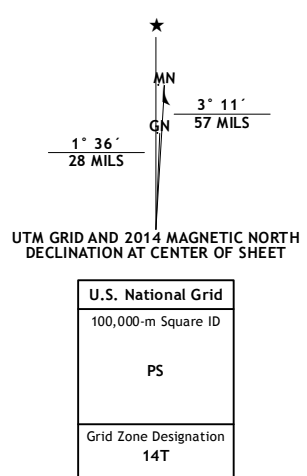 ★
MN
3° 11´
57 MILS
GN
1° 36´
28 MILS
UTM GRID AND 2014 MAGNETIC NORTH
DECLINATION AT CENTER OF SHEET
U.S. National Grid
100,000-m Square ID
PS
Grid Zone Designation
14T